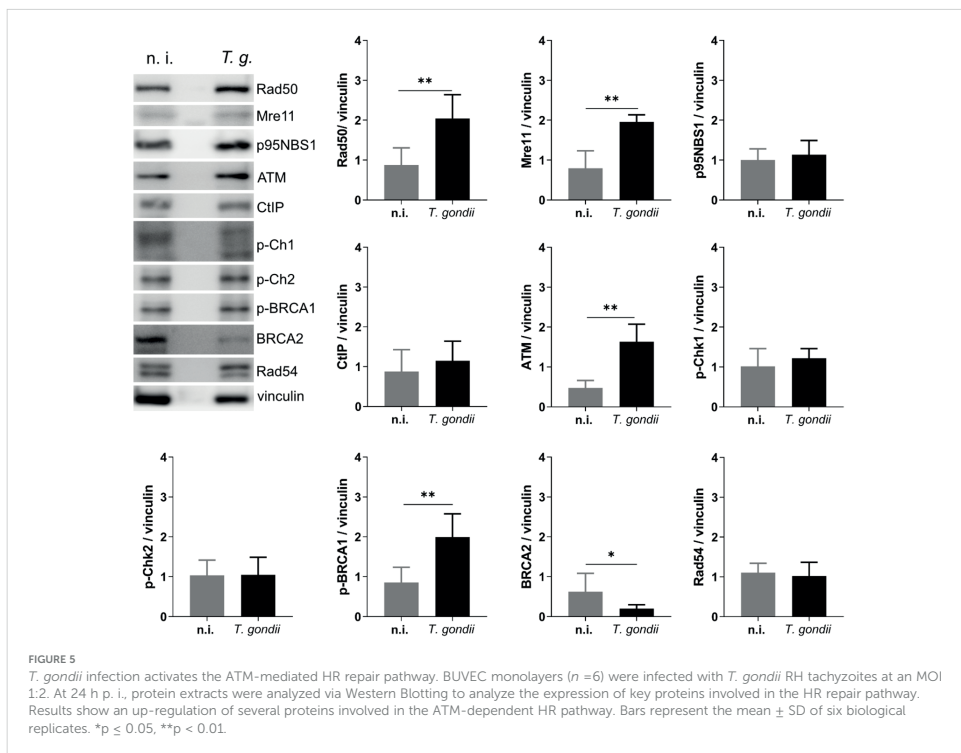 n. i. T. g.
Rad50
Mre11
p95NBS1
ATM
CtIP
p-Ch1
p-Ch2
p-BRCA1
BRCA2
Rad54
vinculin
Rad50/ vinculin
4
3
2
1
0
**
n.i. T. gondii
Mre11 / vinculin
4
3
2
1
0
**
n.i. T. gondii
p95NBS1 / vinculin
4
3
2
1
0
n.i. T. gondii
CtIP / vinculin
4
3
2
1
0
n.i. T. gondii
ATM / vinculin
4
3
2
1
0
**
n.i. T. gondii
p-Chk1 / vinculin
4
3
2
1
0
n.i. T. gondii
p-Chk2 / vinculin
4
3
2
1
0
n.i. T. gondii
p-BRCA1 / vinculin
4
3
2
1
0
**
n.i. T. gondii
BRCA2 / vinculin
4
3
2
1
0
*
n.i. T. gondii
Rad54 / vinculin
4
3
2
1
0
n.i. T. gondii
FIGURE 5
T. gondii infection activates the ATM-mediated HR repair pathway. BUVEC monolayers (n =6) were infected with T. gondii RH tachyzoites at an MOI
1:2. At 24 h p. i., protein extracts were analyzed via Western Blotting to analyze the expression of key proteins involved in the HR repair pathway.
Results show an up-regulation of several proteins involved in the ATM-dependent HR pathway. Bars represent the mean ± SD of six biological
replicates. *p ≤ 0.05, **p < 0.01.